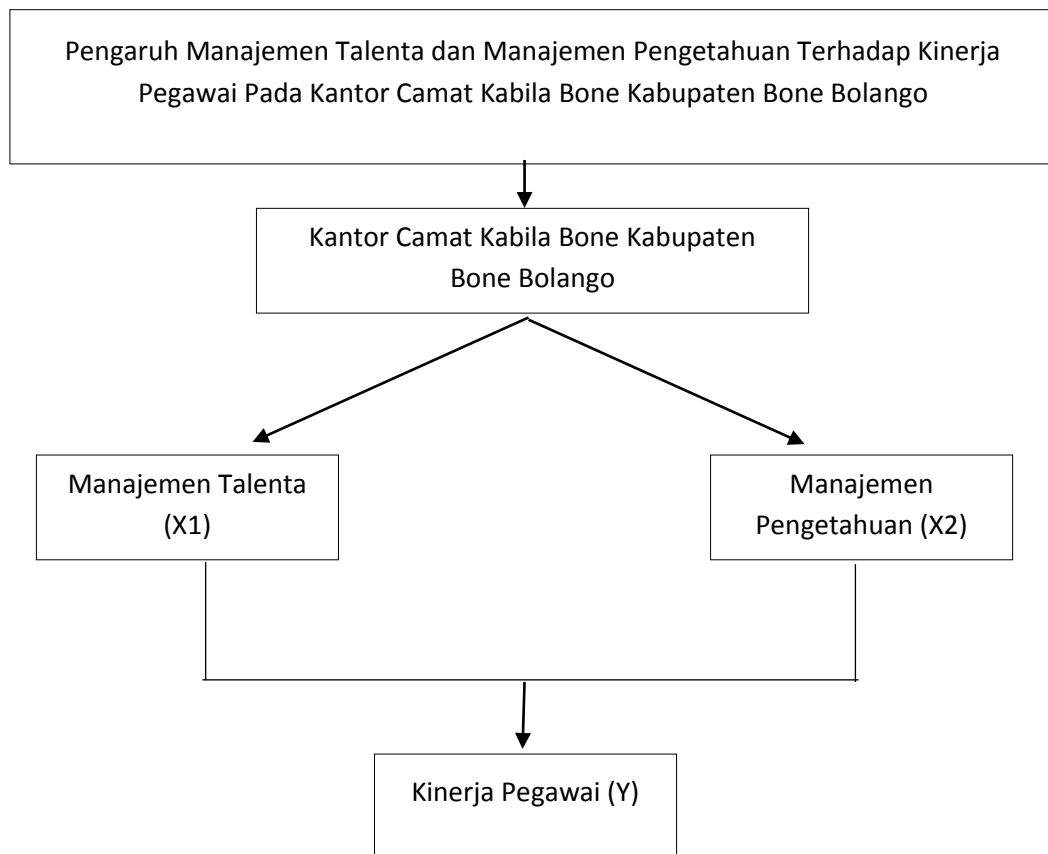 Pengaruh Manajemen Talenta dan Manajemen Pengetahuan Terhadap Kinerja
Pegawai Pada Kantor Camat Kabila Bone Kabupaten Bone Bolango
Kantor Camat Kabila Bone Kabupaten
Bone Bolango
Manajemen Talenta
(X1)
Manajemen
Pengetahuan (X2)
Kinerja Pegawai (Y)